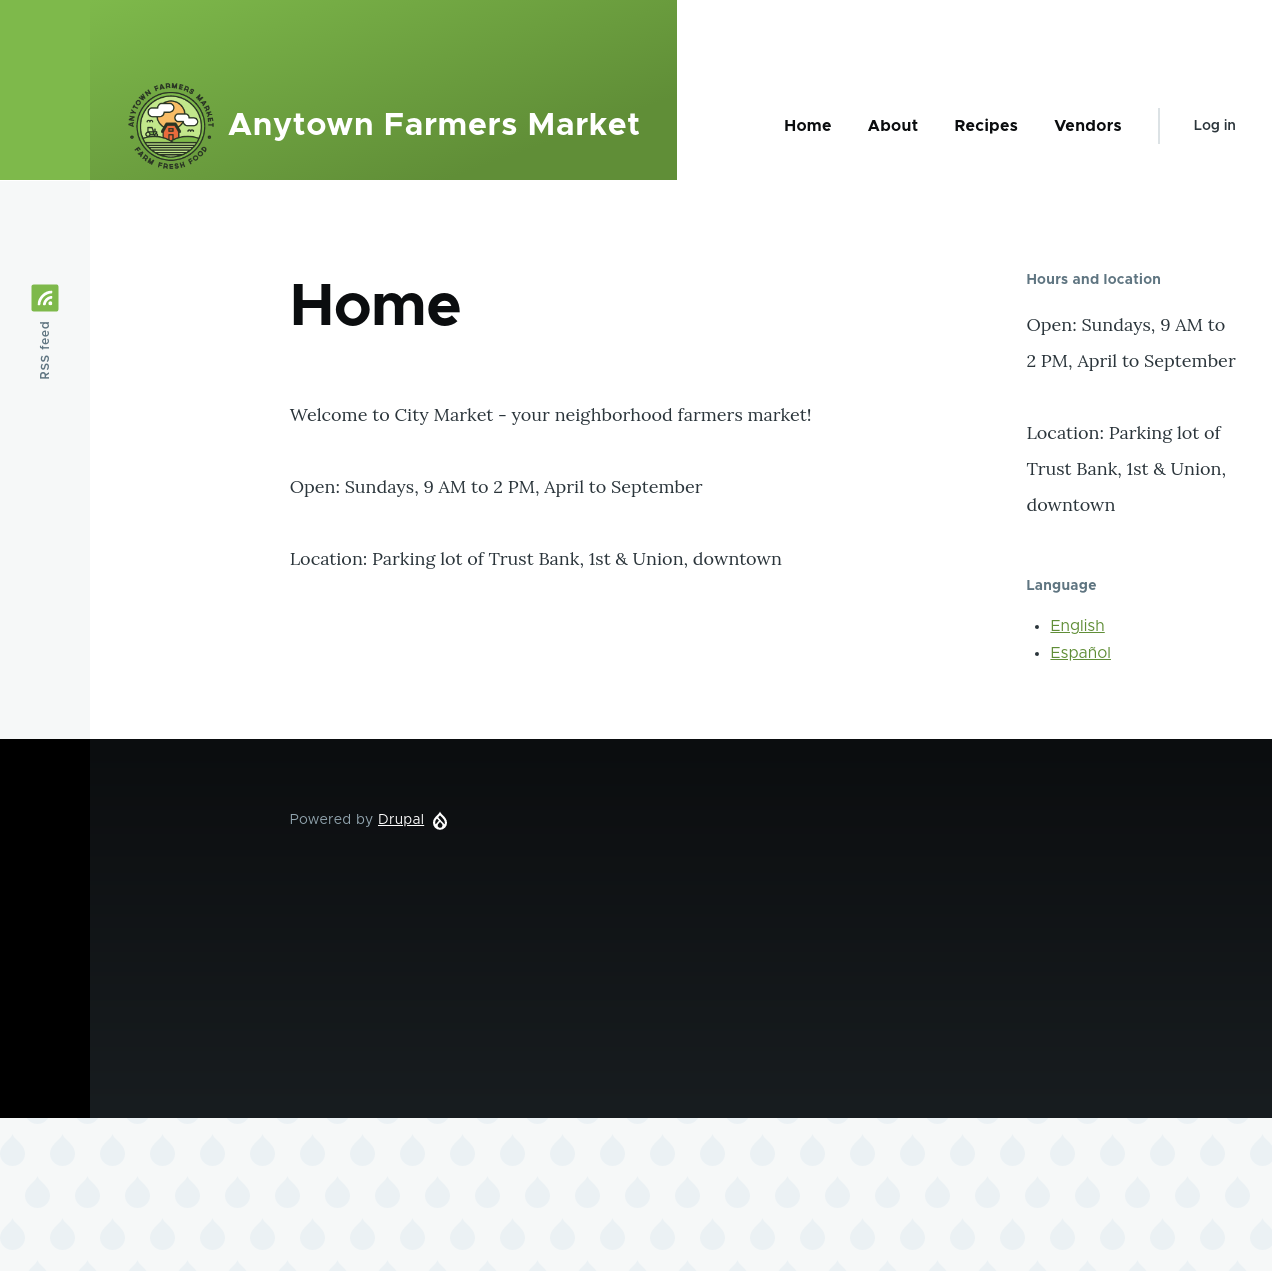 ANYTOWN FARMERS MARKET
FARM FRESH FOOD
Anytown Farmers Market
Home
About
Recipes
Vendors
Log in
RSS feed
Home
Welcome to City Market - your neighborhood farmers market!
Open: Sundays, 9 AM to 2 PM, April to September
Location: Parking lot of Trust Bank, 1st & Union, downtown
Hours and location
Open: Sundays, 9 AM to
2 PM, April to September
Location: Parking lot of
Trust Bank, 1st & Union,
downtown
Language
English
Español
Powered by Drupal